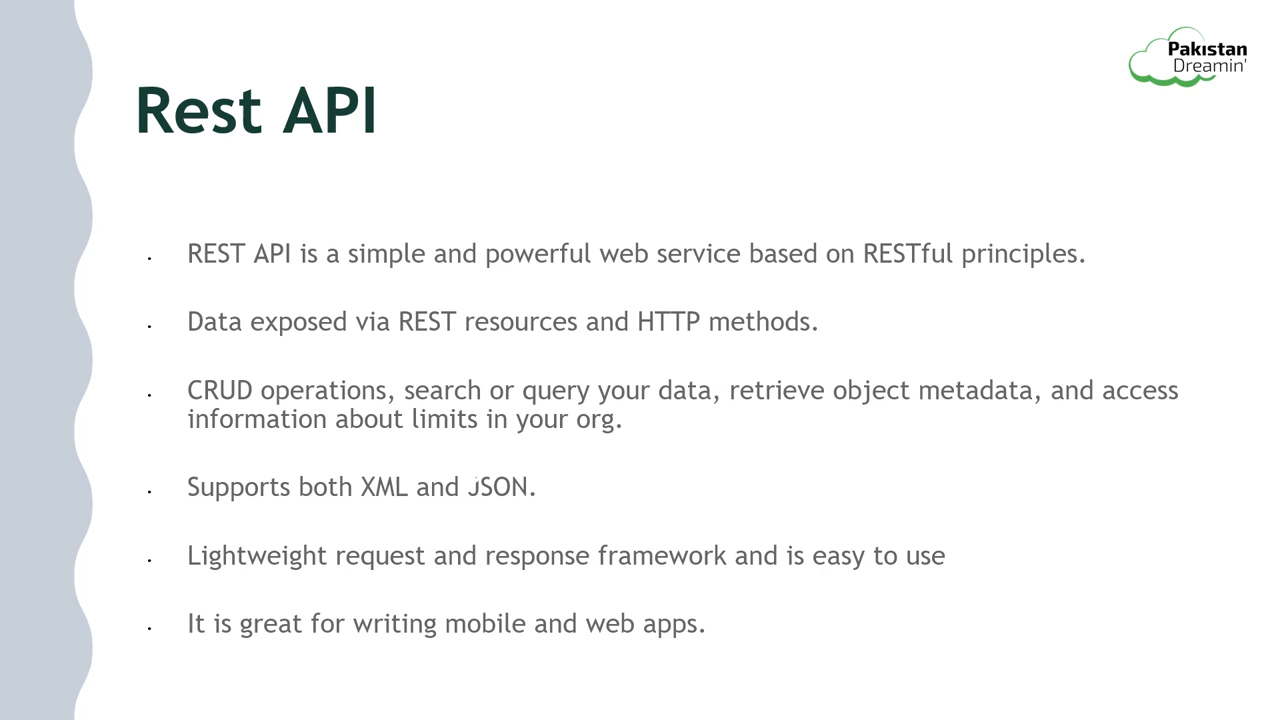 Pakıstan
Dreamin'
Rest API
REST API is a simple and powerful web service based on RESTful principles.
Data exposed via REST resources and HTTP methods.
CRUD operations, search or query your data, retrieve object metadata, and access
information about limits in your org.
Supports both XML and JSON.
Lightweight request and response framework and is easy to use
It is great for writing mobile and web apps.